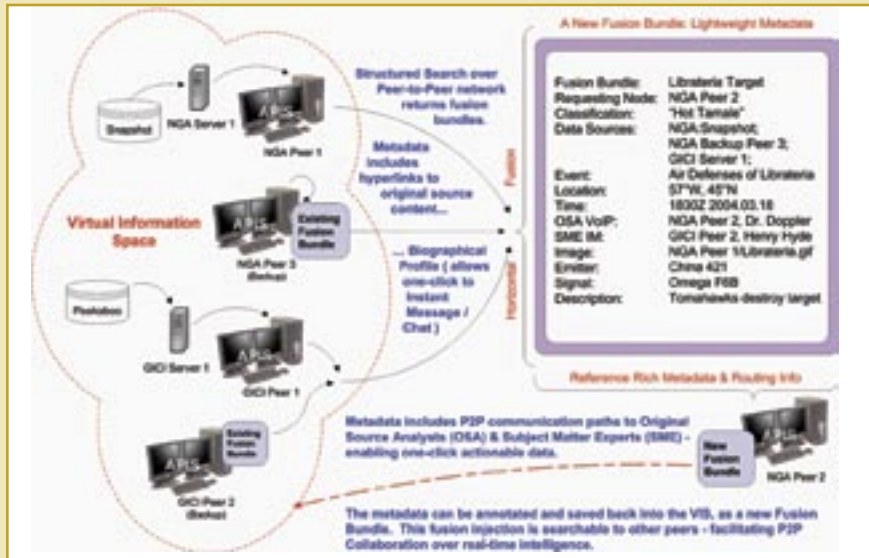 A New Fusion Bundle: Lightweight Metadata
Structured Search over
Peer-to-Peer network
returns fusion
bundles.
Snapshot
NGA Server 1
NGA Peer 1
Metadata
includes
hyperlinks to
original source
content...
Virtual Information
Space
APIS
Existing
Fusion
Bundle
NGA Peer 3
(Backup)
... Biographical
Profile ( allows
one-click to
Instant
Message /
Chat )
Peekaboo
GICI Server 1
APIS
GICI Peer 1
Existing
Fusion
Bundle
APIS
GICI Peer 2
(Backup)
Horizontal Fusion
Fusion Bundle: Librateria Target
Requesting Node: NGA Peer 2
Classification: "Hot Tamale"
Data Sources: NGA:Snapshot;
NGA Backup Peer 3;
GICI Server 1;
Event: Air Defenses of Librateria
Location: 57"W, 45"N
Time: 1830Z 2004.03.18
OSA VoIP: NGA Peer 2, Dr. Doppler
SME IM: GICI Peer 2, Henry Hyde
Image: NGA Peer 1/Librateria.gif
Emitter: China 421
Signal: Omega F6B
Description: Tomahawks destroy target
Reference Rich Metadata & Routing Info
Metadata includes P2P communication paths to Original
Source Analysts (OSA) & Subject Matter Experts (SME) -
enabling one-click actionable data.
New
Fusion
Bundle
NGA Peer 2
The metadata can be annotated and saved back into the VIS, as a new Fusion
Bundle. This fusion injection is searchable to other peers - facilitating P2P
Collaboration over real-time intelligence.